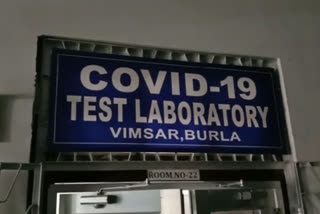 COVID-19
TEST LABORATORY
VIMSAR,BURLA
ROOM NO-22